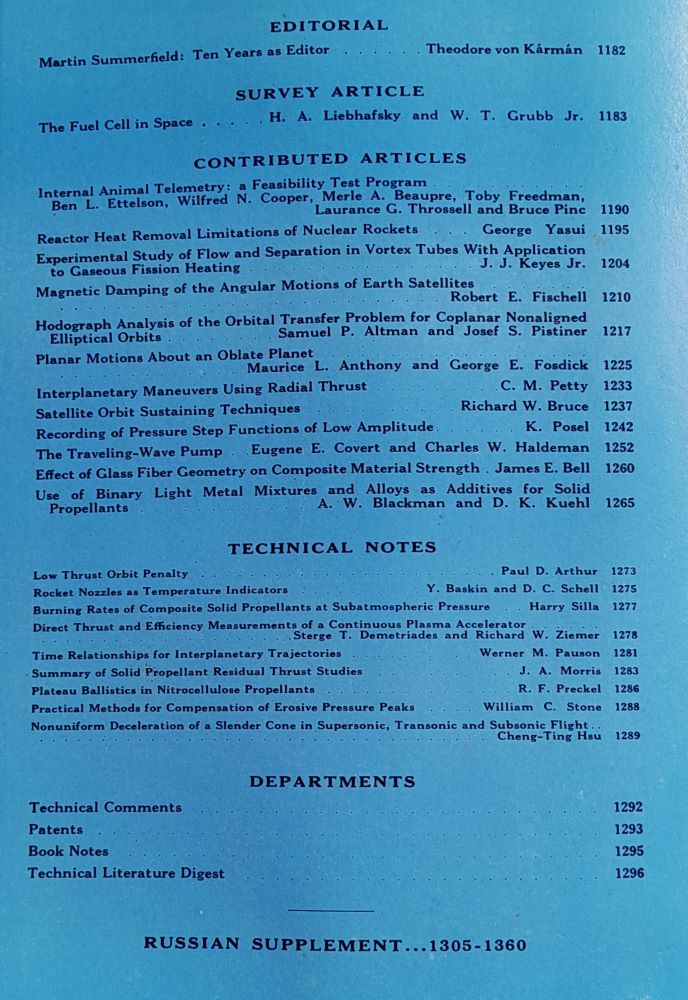 EDITORIAL
Martin Summerfield: Ten Years as Editor . . . . . . Theodore von Kármán 1182
SURVEY ARTICLE
The Fuel Cell in Space . . . . . H. A. Liebhafsky and W. T. Grubb Jr. 1183
CONTRIBUTED ARTICLES
Internal Animal Telemetry: a Feasibility Test Program . . . . . . . . .
Ben L. Ettelson, Wilfred N. Cooper, Merle A. Beaupre, Toby Freedman,
Laurance G. Throssell and Bruce Pinc 1190
Reactor Heat Removal Limitations of Nuclear Rockets . . . George Yasui 1195
Experimental Study of Flow and Separation in Vortex Tubes With Application
to Gaseous Fission Heating . . . . . . . . . . . . . J. J. Keyes Jr. 1204
Magnetic Damping of the Angular Motions of Earth Satellites . . . . . .
. . . . . . . . . . . . . . . . . . . . . Robert E. Fischell 1210
Hodograph Analysis of the Orbital Transfer Problem for Coplanar Nonaligned
Elliptical Orbits . . . . . . Samuel P. Altman and Josef S. Pistiner 1217
Planar Motions About an Oblate Planet . . . . . . . . . . . . . .
. . . . . . . . . . Maurice L. Anthony and George E. Fosdick 1225
Interplanetary Maneuvers Using Radial Thrust . . . . . . . C. M. Petty 1233
Satellite Orbit Sustaining Techniques . . . . . . . . Richard W. Bruce 1237
Recording of Pressure Step Functions of Low Amplitude . . . . K. Posel 1242
The Traveling-Wave Pump . . Eugene E. Covert and Charles W. Haldeman 1252
Effect of Glass Fiber Geometry on Composite Material Strength . James E. Bell 1260
Use of Binary Light Metal Mixtures and Alloys as Additives for Solid
Propellants . . . . . . . . . . A. W. Blackman and D. K. Kuehl 1265
TECHNICAL NOTES
Low Thrust Orbit Penalty . . . . . . . . . . . . . . . . Paul D. Arthur 1273
Rocket Nozzles as Temperature Indicators . . . . . . . Y. Baskin and D. C. Schell 1275
Burning Rates of Composite Solid Propellants at Subatmospheric Pressure . . Harry Silla 1277
Direct Thrust and Efficiency Measurements of a Continuous Plasma Accelerator . . . . . .
. . . . . . . . . . . . . . Sterge T. Demetriades and Richard W. Ziemer 1278
Time Relationships for Interplanetary Trajectories . . . . . . . Werner M. Pauson 1281
Summary of Solid Propellant Residual Thrust Studies . . . . . . . . J. A. Morris 1283
Plateau Ballistics in Nitrocellulose Propellants . . . . . . . . . . R. F. Preckel 1286
Practical Methods for Compensation of Erosive Pressure Peaks . . . . William C. Stone 1288
Nonuniform Deceleration of a Slender Cone in Supersonic, Transonic and Subsonic Flight . .
. . . . . . . . . . . . . . . . . . . . . . . . Cheng-Ting Hsu 1289
DEPARTMENTS
Technical Comments . . . . . . . . . . . . . . . . . . . . 1292
Patents . . . . . . . . . . . . . . . . . . . . . . . . . . 1293
Book Notes . . . . . . . . . . . . . . . . . . . . . . . . 1295
Technical Literature Digest . . . . . . . . . . . . . . . . . 1296
RUSSIAN SUPPLEMENT...1305-1360